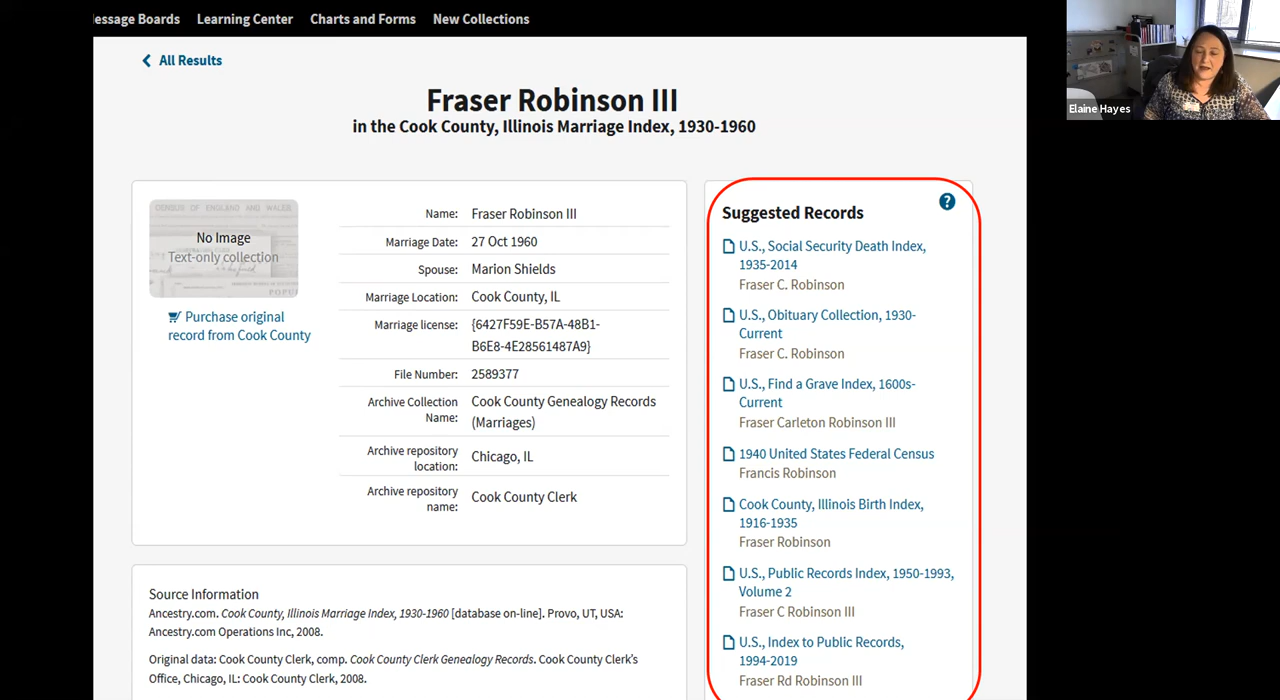 essage Boards Learning Center Charts and Forms New Collections
All Results
Fraser Robinson III
in the Cook County, Illinois Marriage Index, 1930-1960
No Image
Text-only collection
Purchase original
record from Cook County
Name: Fraser Robinson III
Marriage Date: 27 Oct 1960
Spouse: Marion Shields
Marriage Location: Cook County, IL
Marriage license: {6427F59E-B57A-48B1-
B6E8-4E28561487A9}
File Number: 2589377
Archive Collection Name: Cook County Genealogy Records
(Marriages)
Archive repository location: Chicago, IL
Archive repository name: Cook County Clerk
Source Information
Ancestry.com. Cook County, Illinois Marriage Index, 1930-1960 [database on-line]. Provo, UT, USA:
Ancestry.com Operations Inc, 2008.
Original data: Cook County Clerk, comp. Cook County Clerk Genealogy Records. Cook County Clerk's
Office, Chicago, IL: Cook County Clerk, 2008.
Suggested Records
?
U.S., Social Security Death Index,
1935-2014
Fraser C. Robinson
U.S., Obituary Collection, 1930-
Current
Fraser C. Robinson
U.S., Find a Grave Index, 1600s-
Current
Fraser Carleton Robinson III
1940 United States Federal Census
Francis Robinson
Cook County, Illinois Birth Index,
1916-1935
Fraser Robinson
U.S., Public Records Index, 1950-1993,
Volume 2
Fraser C Robinson III
U.S., Index to Public Records,
1994-2019
Fraser Rd Robinson III
Elaine Hayes